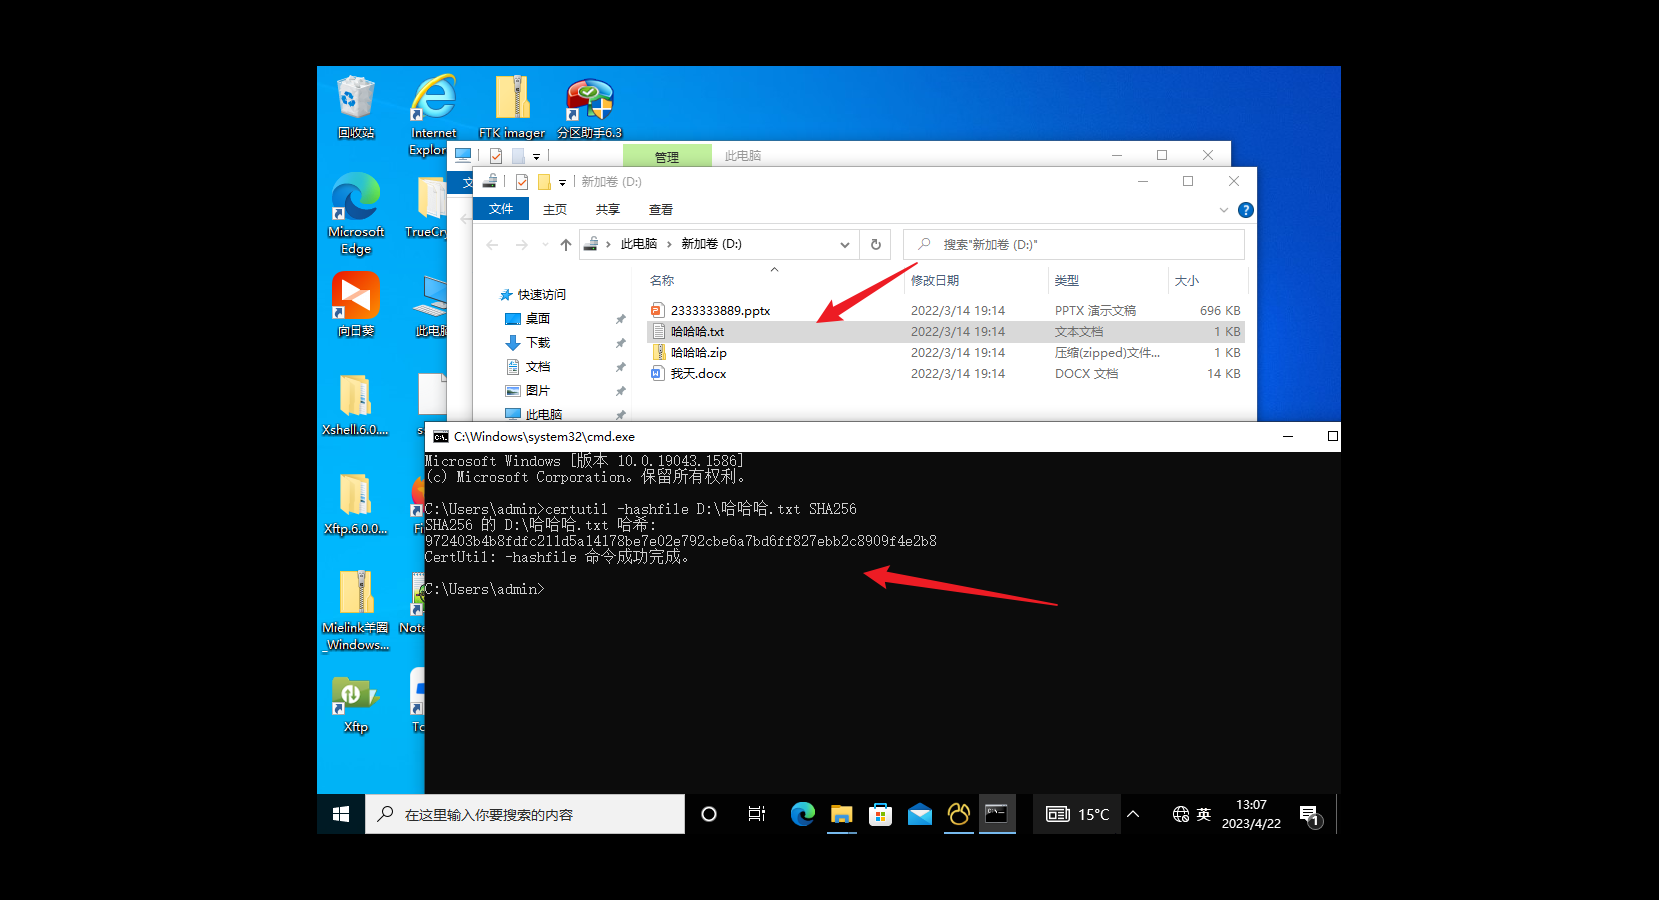 回收站
Internet
Explor
FTK imager
分区助手6.3
管理
此电脑
文
新加卷 (D:)
文件
主页
共享
查看
此电脑
新加卷 (D:)
搜索"新加卷 (D:)"
名称
修改日期
类型
大小
快速访问
桌面
下载
文档
图片
此电脑
2333333889.pptx 2022/3/14 19:14 PPTX 演示文稿 696 KB
哈哈哈.txt 2022/3/14 19:14 文本文档 1 KB
哈哈哈.zip 2022/3/14 19:14 压缩(zipped)文件... 1 KB
我天.docx 2022/3/14 19:14 DOCX 文档 14 KB
Microsoft
Edge
TrueCry
向日葵
此电脑
Xshell.6.0....
s
Xftp.6.0.0...
Fi
Mielink羊圈
_Windows...
Note
Xftp
To
C:\Windows\system32\cmd.exe
Microsoft Windows [版本 10.0.19043.1586]
(c) Microsoft Corporation。保留所有权利。
C:\Users\admin>certutil -hashfile D:\哈哈哈.txt SHA256
SHA256 的 D:\哈哈哈.txt 哈希:
972403b4b8fdfc211d5a14178be7e02e792cbe6a7bd6ff827ebb2c8909f4e2b8
CertUtil: -hashfile 命令成功完成。
C:\Users\admin>
在这里输入你要搜索的内容
15°C
英
13:07
2023/4/22
1